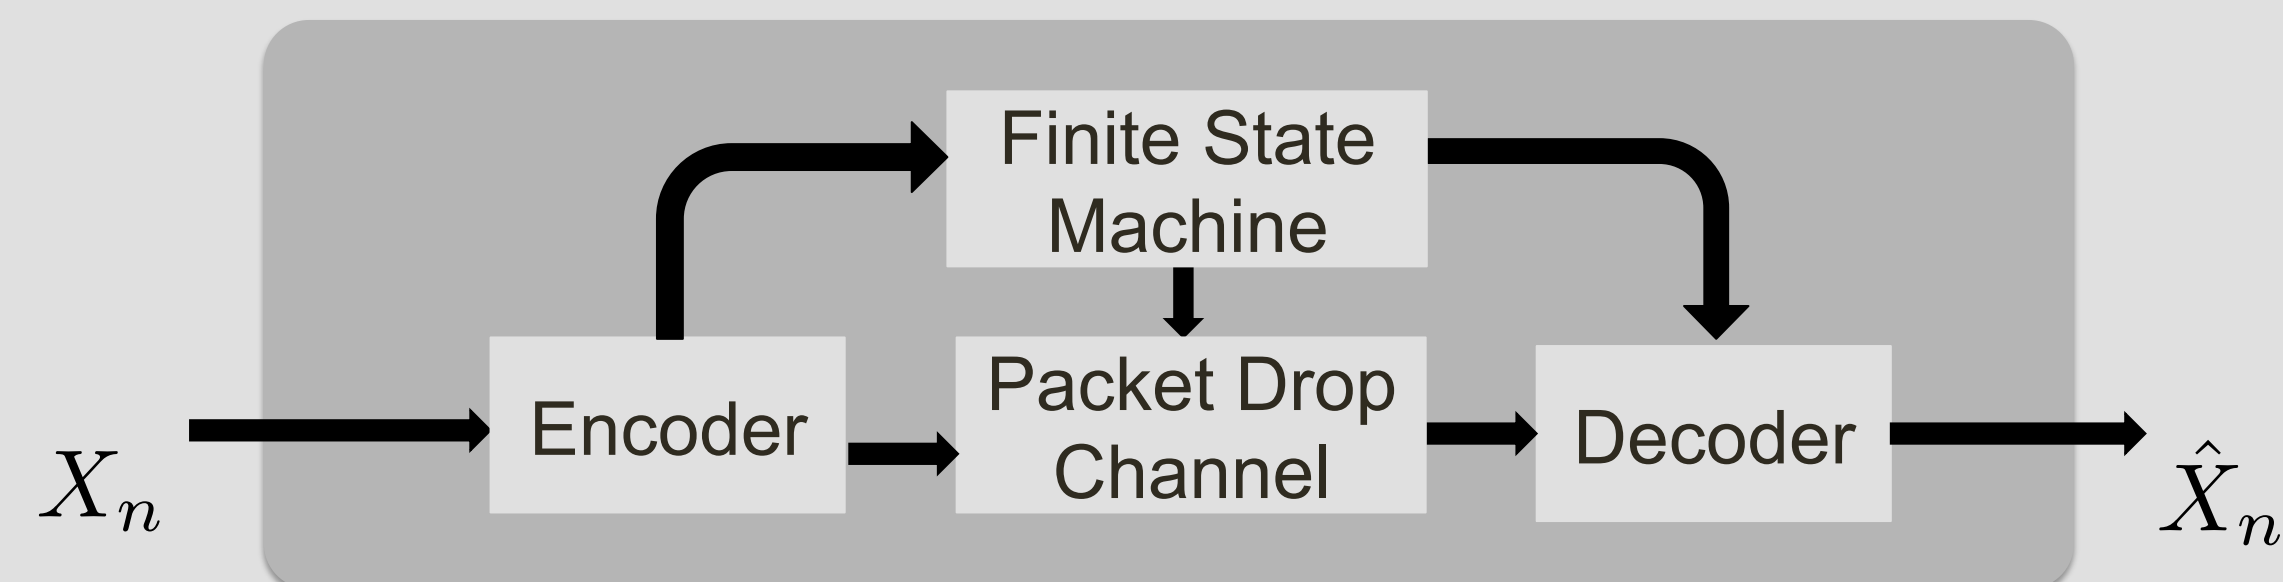 Finite State
Machine
Encoder
Packet Drop
Channel
Decoder
$X_n$
$\hat{X}_n$